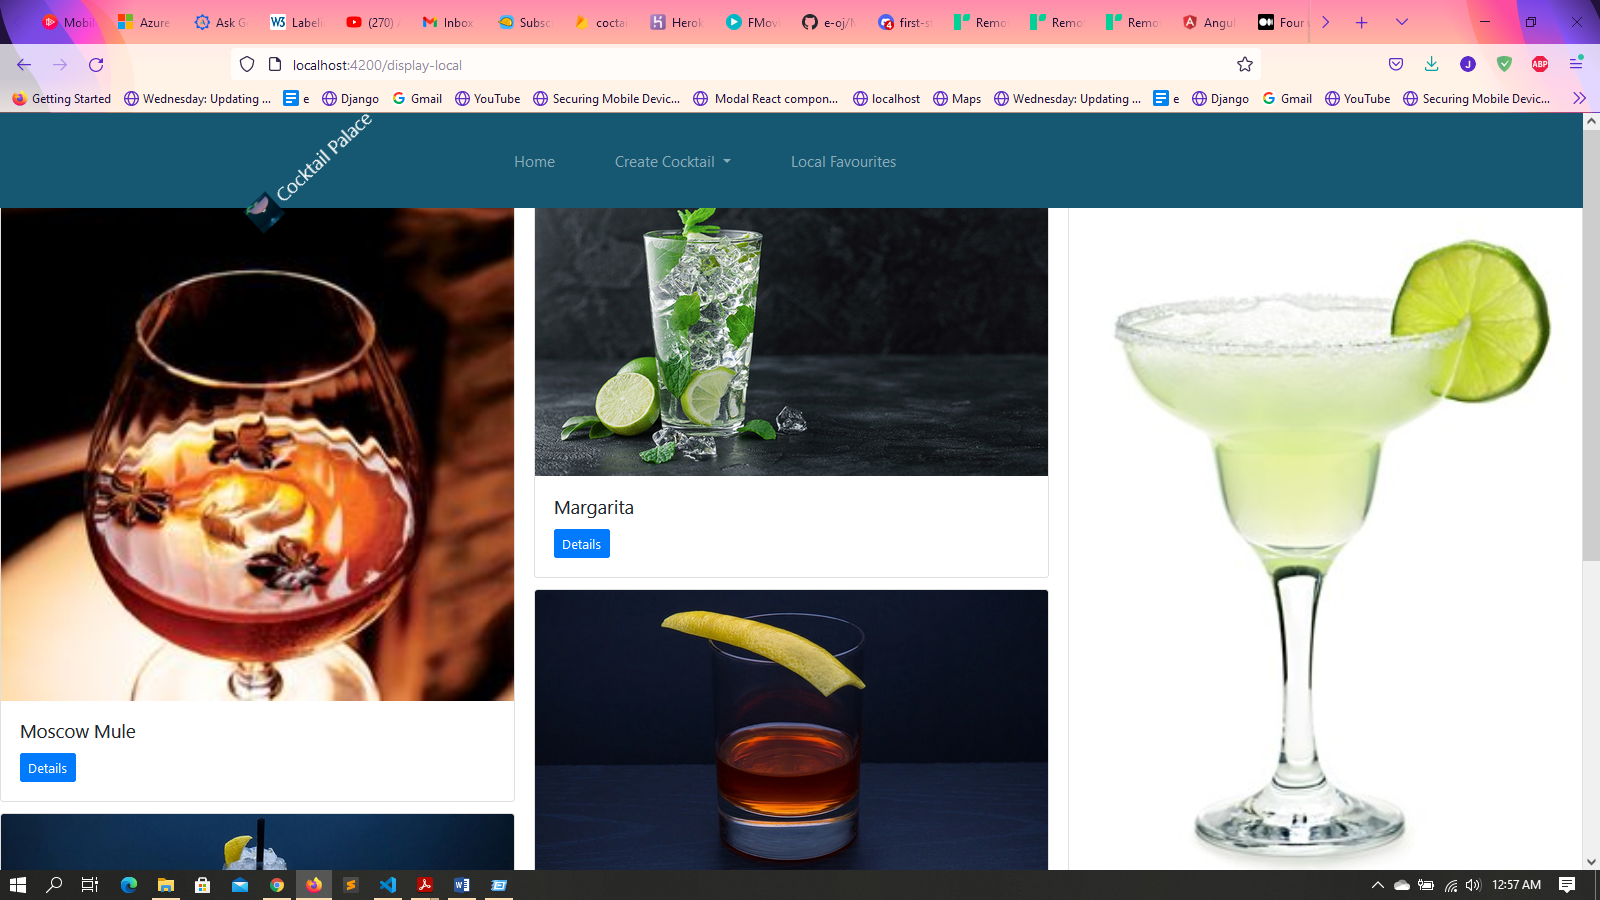 Mobil
Azure
Ask G
W3 Labeli
(270)
Inbox
Subsc
cocta
Herok
FMov
e-oj/
first-s
Remo
Remo
Remo
Angul
Four
localhost:4200/display-local
J
ABP
Getting Started
Wednesday: Updating ...
e
Django
Gmail
YouTube
Securing Mobile Devic...
Modal React compon...
localhost
Maps
Wednesday: Updating ...
e
Django
Gmail
YouTube
Securing Mobile Devic...
Cocktail Palace
Home
Create Cocktail
Local Favourites
Margarita
Details
Moscow Mule
Details
12:57 AM